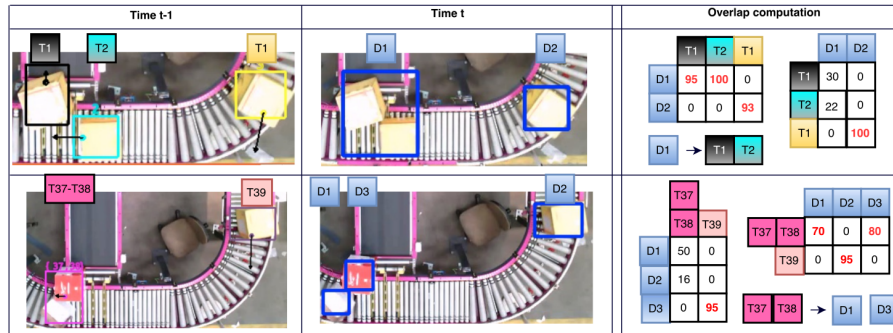 Time t-1
Time t
Overlap computation
T1 T2 T1
D1 D2
T1 T2 T1
D1 95 100 0
D2 0 0 93
D1 → T1 T2
D1 D2
T1 30 0
T2 22 0
T1 0 100
T37-T38 T39
D1 D3 D2
T37
T38 T39
D1 50 0
D2 16 0
D3 0 95
D1 D2 D3
T37 T38 70 0 80
T39 0 95 0
T37 T38 → D1 D3